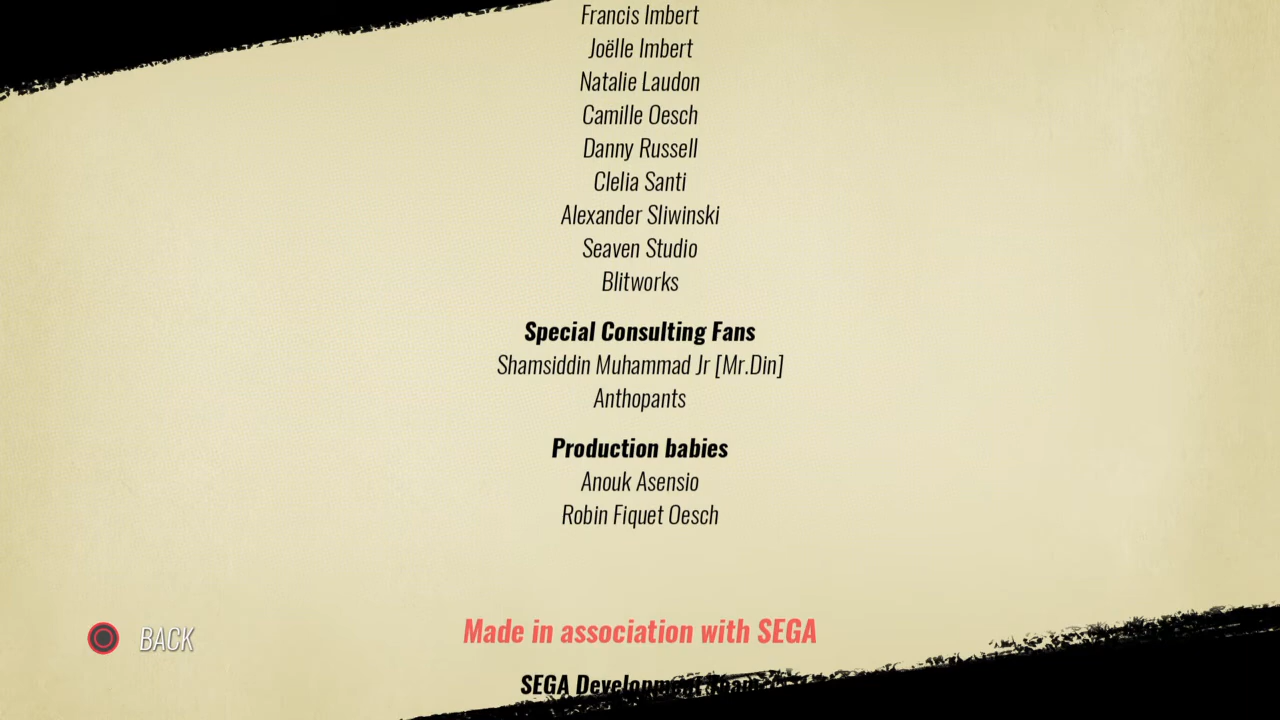 Francis Imbert
Joëlle Imbert
Natalie Laudon
Camille Oesch
Danny Russell
Clelia Santi
Alexander Sliwinski
Seaven Studio
Blitworks
Special Consulting Fans
Shamsiddin Muhammad Jr [Mr.Din]
Anthopants
Production babies
Anouk Asensio
Robin Fiquet Oesch
Made in association with SEGA
BACK
SEGA Development Team